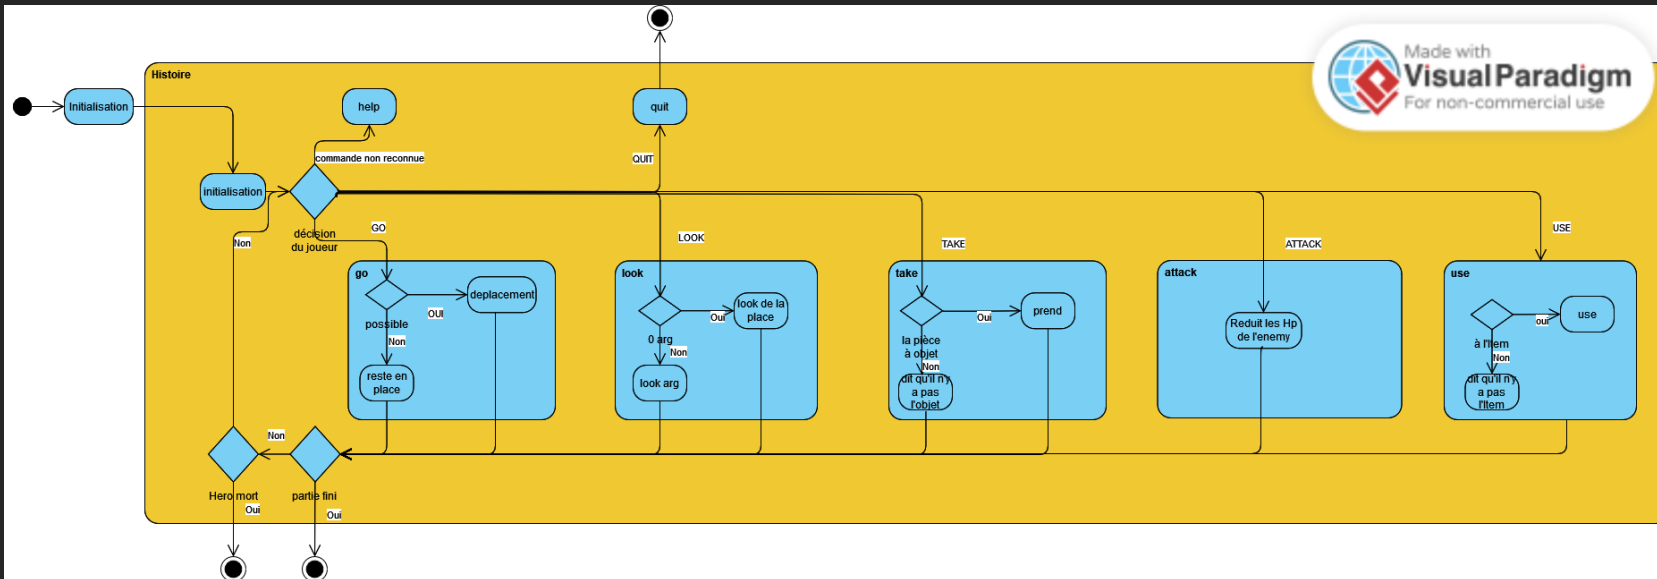 Made with
Visual Paradigm
For non-commercial use
Histoire
Initialisation
help
quit
commande non reconnue
QUIT
initialisation
décision
du joueur
Non
GO
LOOK
TAKE
ATTACK
USE
go
deplacement
OUI
possible
Non
reste en
place
look
look de la
place
Oui
0 arg
Non
look arg
take
prend
Oui
la pièce
à objet
Non
dit qu'il n'y
a pas
l'objet
attack
Reduit les Hp
de l'enemy
use
use
oui
à l'Item
Non
dit qu'il n'y
a pas
l'Item
Non
Hero mort
Oui
partie fini
Oui